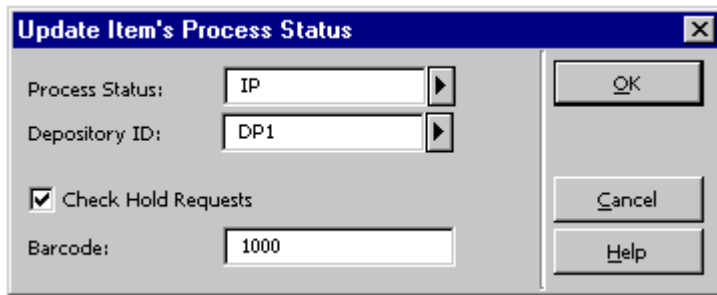 Update Item's Process Status
Process Status: IP
OK
Depository ID: DP1
Check Hold Requests
Cancel
Barcode: 1000
Help